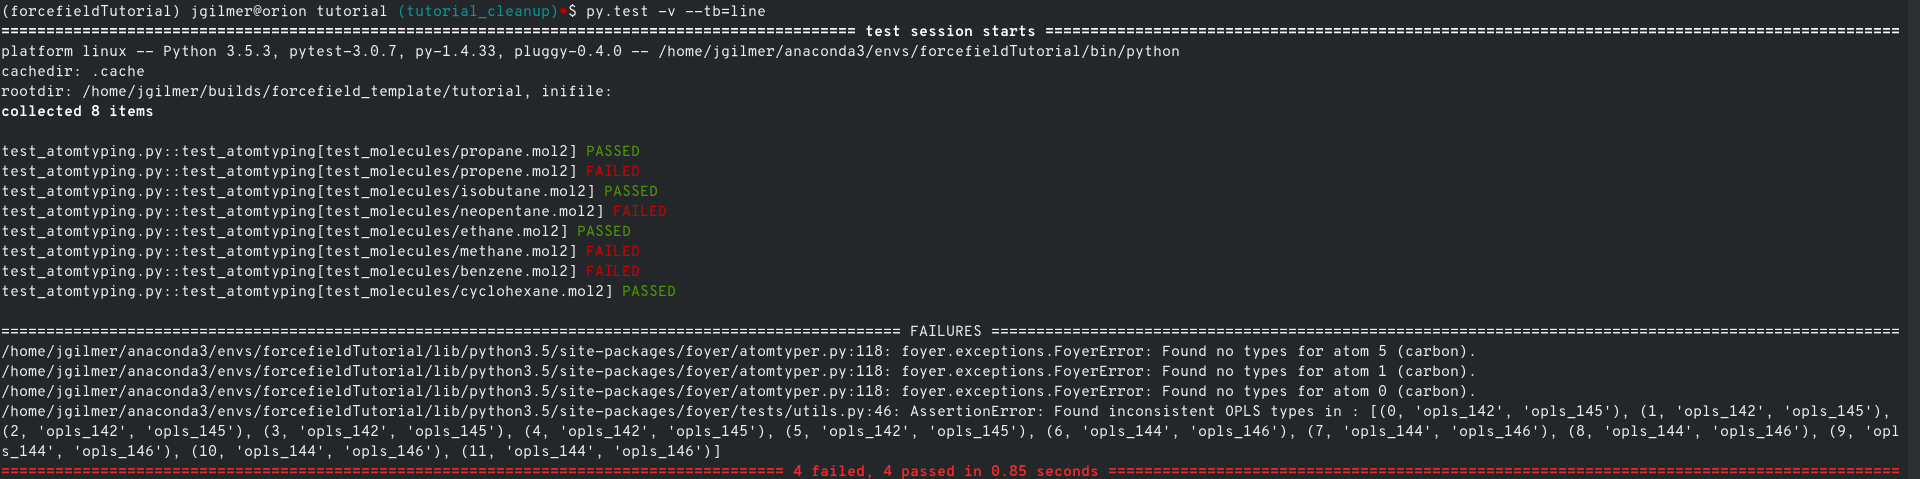 (forcefieldTutorial) jgilmer@orion tutorial (tutorial_cleanup)•$ py.test -v --tb=line
=============================================================================================== test session starts ===============================================================================================
platform linux -- Python 3.5.3, pytest-3.0.7, py-1.4.33, pluggy-0.4.0 -- /home/jgilmer/anaconda3/envs/forcefieldTutorial/bin/python
cachedir: .cache
rootdir: /home/jgilmer/builds/forcefield_template/tutorial, inifile:
collected 8 items
test_atomtyping.py::test_atomtyping[test_molecules/propane.mol2] PASSED
test_atomtyping.py::test_atomtyping[test_molecules/propene.mol2] FAILED
test_atomtyping.py::test_atomtyping[test_molecules/isobutane.mol2] PASSED
test_atomtyping.py::test_atomtyping[test_molecules/neopentane.mol2] FAILED
test_atomtyping.py::test_atomtyping[test_molecules/ethane.mol2] PASSED
test_atomtyping.py::test_atomtyping[test_molecules/methane.mol2] FAILED
test_atomtyping.py::test_atomtyping[test_molecules/benzene.mol2] FAILED
test_atomtyping.py::test_atomtyping[test_molecules/cyclohexane.mol2] PASSED
==================================================================================================== FAILURES =====================================================================================================
/home/jgilmer/anaconda3/envs/forcefieldTutorial/lib/python3.5/site-packages/foyer/atomtyper.py:118: foyer.exceptions.FoyerError: Found no types for atom 5 (carbon).
/home/jgilmer/anaconda3/envs/forcefieldTutorial/lib/python3.5/site-packages/foyer/atomtyper.py:118: foyer.exceptions.FoyerError: Found no types for atom 1 (carbon).
/home/jgilmer/anaconda3/envs/forcefieldTutorial/lib/python3.5/site-packages/foyer/atomtyper.py:118: foyer.exceptions.FoyerError: Found no types for atom 0 (carbon).
/home/jgilmer/anaconda3/envs/forcefieldTutorial/lib/python3.5/site-packages/foyer/tests/utils.py:46: AssertionError: Found inconsistent OPLS types in : [(0, 'opls_142', 'opls_145'), (1, 'opls_142', 'opls_145'),
(2, 'opls_142', 'opls_145'), (3, 'opls_142', 'opls_145'), (4, 'opls_142', 'opls_145'), (5, 'opls_142', 'opls_145'), (6, 'opls_144', 'opls_146'), (7, 'opls_144', 'opls_146'), (8, 'opls_144', 'opls_146'), (9, 'opl
s_144', 'opls_146'), (10, 'opls_144', 'opls_146'), (11, 'opls_144', 'opls_146')]
======================================================================================= 4 failed, 4 passed in 0.85 seconds ========================================================================================